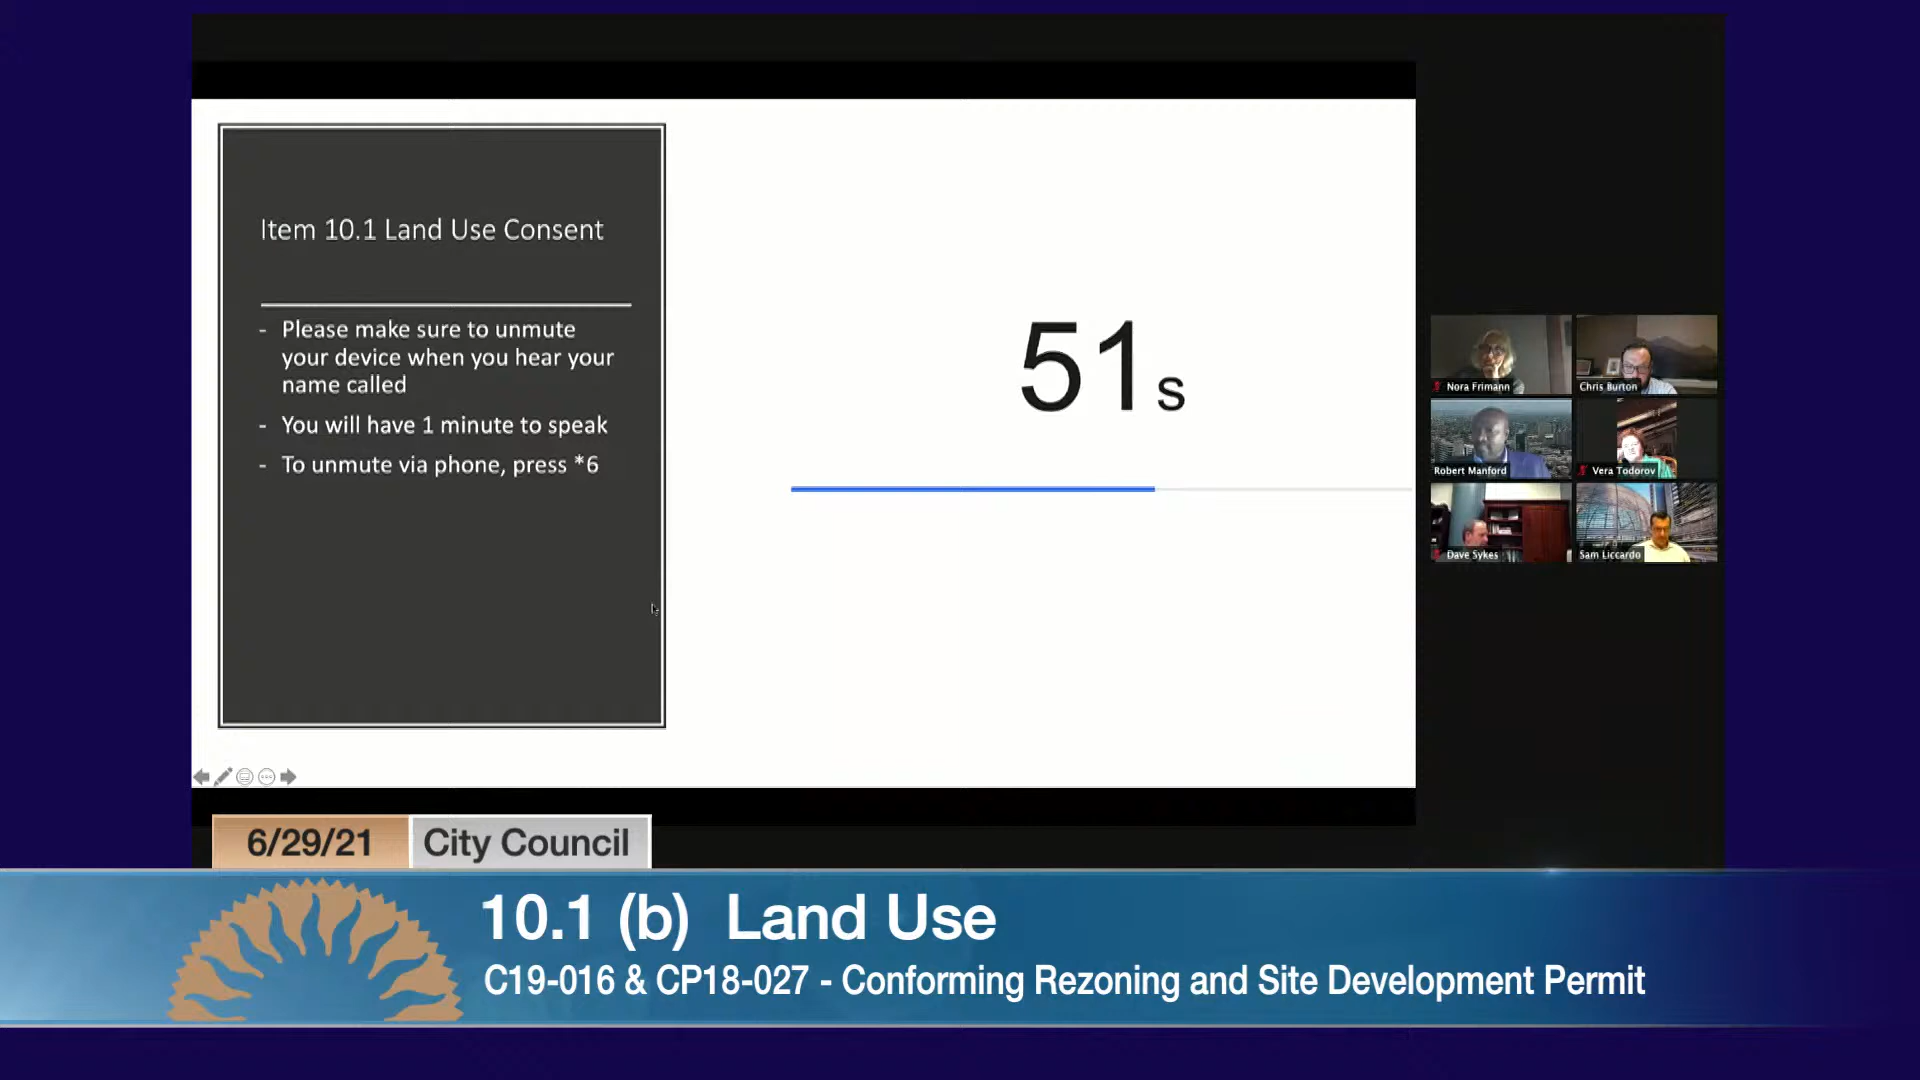 Item 10.1 Land Use Consent
- Please make sure to unmute
your device when you hear your
name called
- You will have 1 minute to speak
- To unmute via phone, press *6
51s
Nora Frimann
Chris Burton
Robert Manford
Vera Todorov
Dave Sykes
Sam Liccardo
6/29/21 City Council
10.1 (b) Land Use
C19-016 & CP18-027 - Conforming Rezoning and Site Development Permit